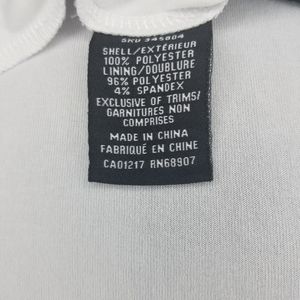 SKU 345804
SHELL/EXTÉRIEUR
100% POLYESTER
LINING/DOUBLURE
96% POLYESTER
4% SPANDEX
EXCLUSIVE OF TRIMS/
GARNITURES NON
COMPRISES
MADE IN CHINA
FABRIQUÉ EN CHINE
CA01217 RN68907